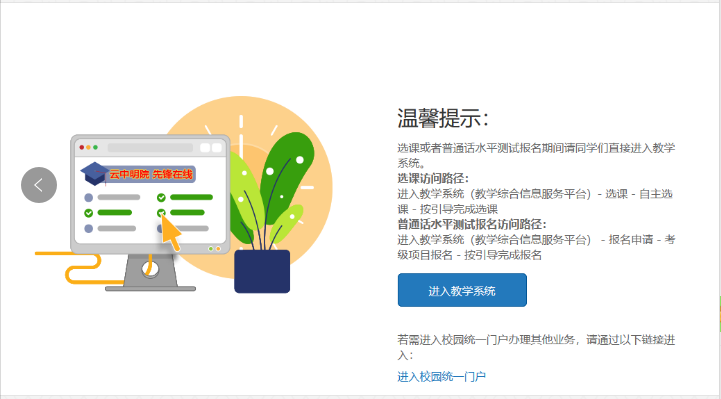 云中明院 先锋在线
温馨提示：
选课或者普通话水平测试报名期间请同学们直接进入教学
系统。
选课访问路径：
进入教学系统（教学综合信息服务平台）- 选课 - 自主选
课 - 按引导完成选课
普通话水平测试报名访问路径：
进入教学系统（教学综合信息服务平台） - 报名申请 - 考
级项目报名 - 按引导完成报名
进入教学系统
若需进入校园统一门户办理其他业务，请通过以下链接进
入：
进入校园统一门户